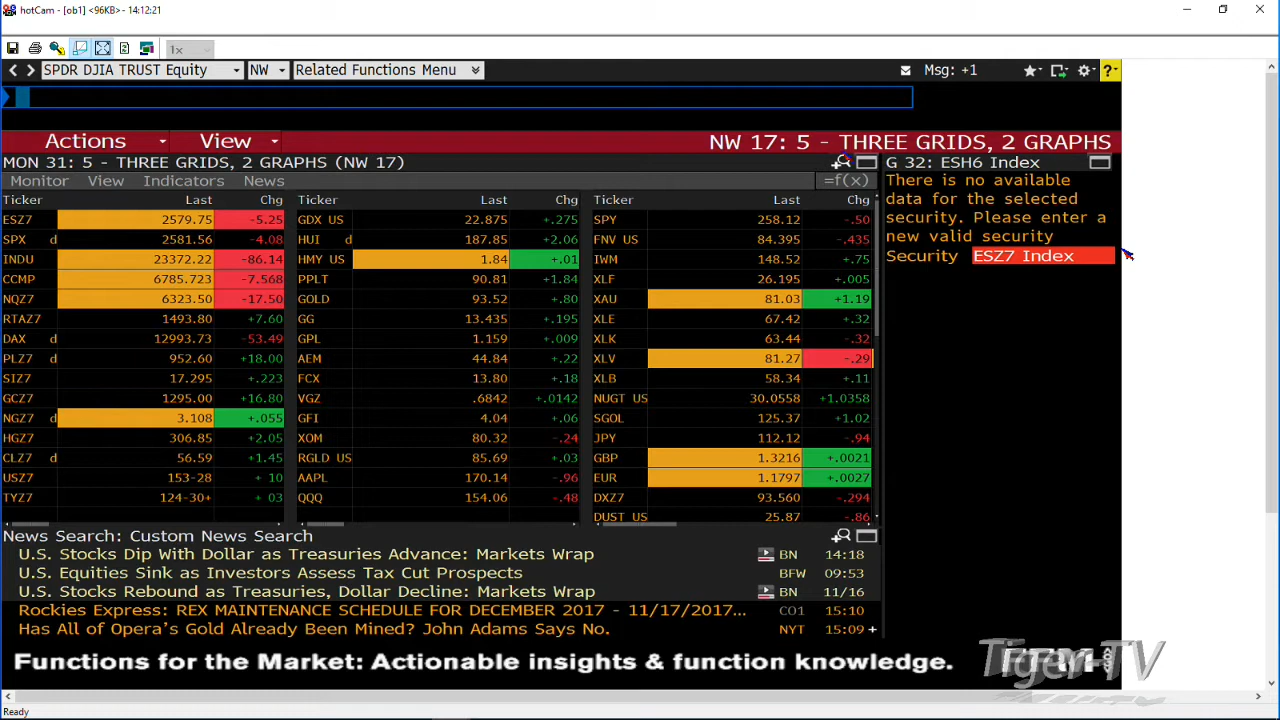 hotCam - [ob1] <96KB> - 14:12:21
1x
SPDR DJIA TRUST Equity NW Related Functions Menu Msg: +1 ?
Actions View NW 17: 5 - THREE GRIDS, 2 GRAPHS
MON 31: 5 - THREE GRIDS, 2 GRAPHS (NW 17)
Monitor View Indicators News =f(x)
Ticker Last Chg Ticker Last Chg Ticker Last Chg
ESZ7 2579.75 -5.25 GDX US 22.875 +.275 SPY 258.12 -.50
SPX d 2581.56 -4.08 HUI d 187.85 +2.06 FNV US 84.395 -.435
INDU 23372.22 -86.14 HMY US 1.84 +.01 IWM 148.52 +.75
CCMP 6785.723 -7.568 PPLT 90.81 +1.84 XLF 26.195 +.005
NQZ7 6323.50 -17.50 GOLD 93.52 +.80 XAU 81.03 +1.19
RTAZ7 1493.80 +7.60 GG 13.435 +.195 XLE 67.42 +.32
DAX d 12993.73 -53.49 GPL 1.159 +.009 XLK 63.44 -.32
PLZ7 d 952.60 +18.00 AEM 44.84 +.22 XLV 81.27 -.29
SIZ7 17.295 +.223 FCX 13.80 +.18 XLB 58.34 +.11
GCZ7 1295.00 +16.80 VGZ .6842 +.0142 NUGT US 30.0558 +1.0358
NGZ7 d 3.108 +.055 GFI 4.04 +.06 SGOL 125.37 +1.02
HGZ7 306.85 +2.05 XOM 80.32 -.24 JPY 112.12 -.94
CLZ7 d 56.59 +1.45 RGLD US 85.69 +.03 GBP 1.3216 +.0021
USZ7 153-28 + 10 AAPL 170.14 -.96 EUR 1.1797 +.0027
TYZ7 124-30+ + 03 QQQ 154.06 -.48 DXZ7 93.560 -.294
DUST US 25.87 -.86
G 32: ESH6 Index
There is no available
data for the selected
security. Please enter a
new valid security
Security ESZ7 Index
News Search: Custom News Search
U.S. Stocks Dip With Dollar as Treasuries Advance: Markets Wrap BN 14:18
U.S. Equities Sink as Investors Assess Tax Cut Prospects BFW 09:53
U.S. Stocks Rebound as Treasuries, Dollar Decline: Markets Wrap BN 11/16
Rockies Express: REX MAINTENANCE SCHEDULE FOR DECEMBER 2017 - 11/17/2017... CO1 15:10
Has All of Opera's Gold Already Been Mined? John Adams Says No. NYT 15:09 +
Functions for the Market: Actionable insights & function knowledge.
Tiger-TV
Ready